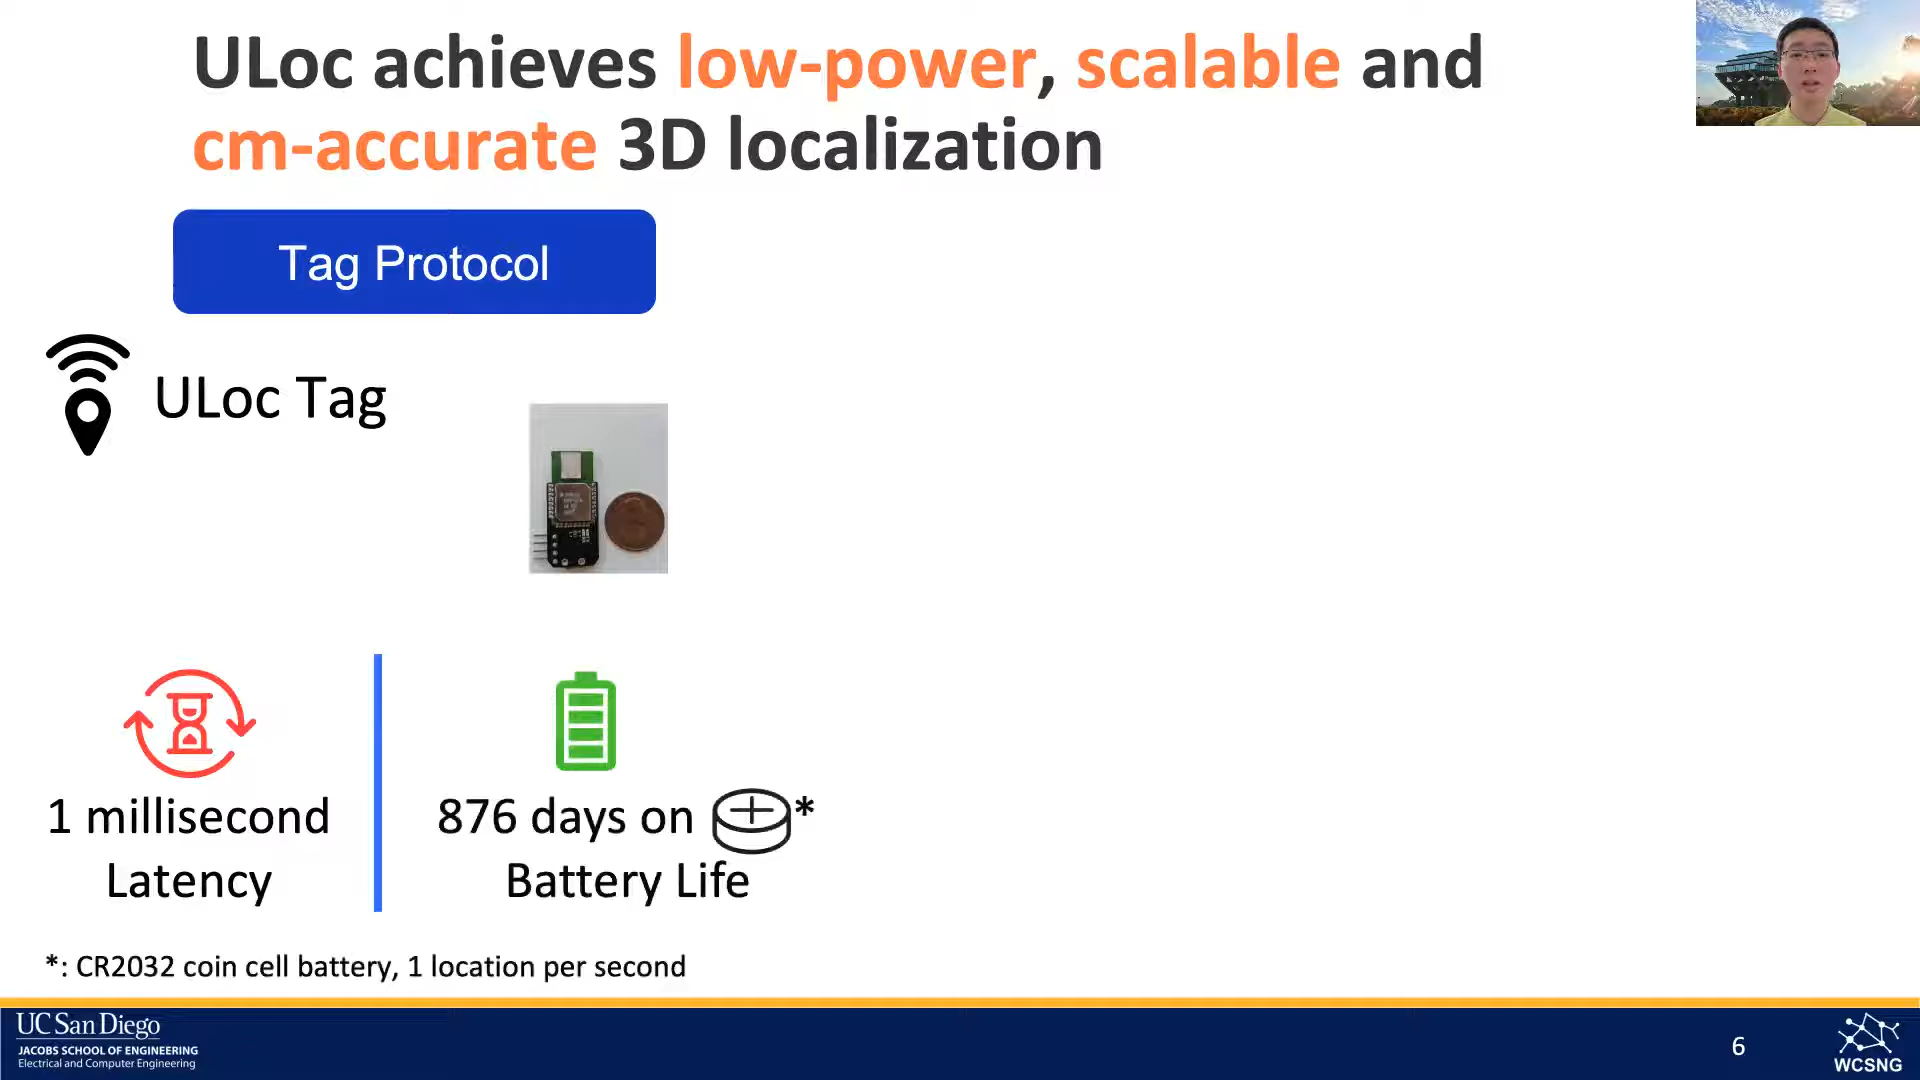 ULoc achieves low-power, scalable and
cm-accurate 3D localization
Tag Protocol
ULoc Tag
1 millisecond
Latency
876 days on *
Battery Life
*: CR2032 coin cell battery, 1 location per second
UC San Diego
JACOBS SCHOOL OF ENGINEERING
Electrical and Computer Engineering
6
WCSNG